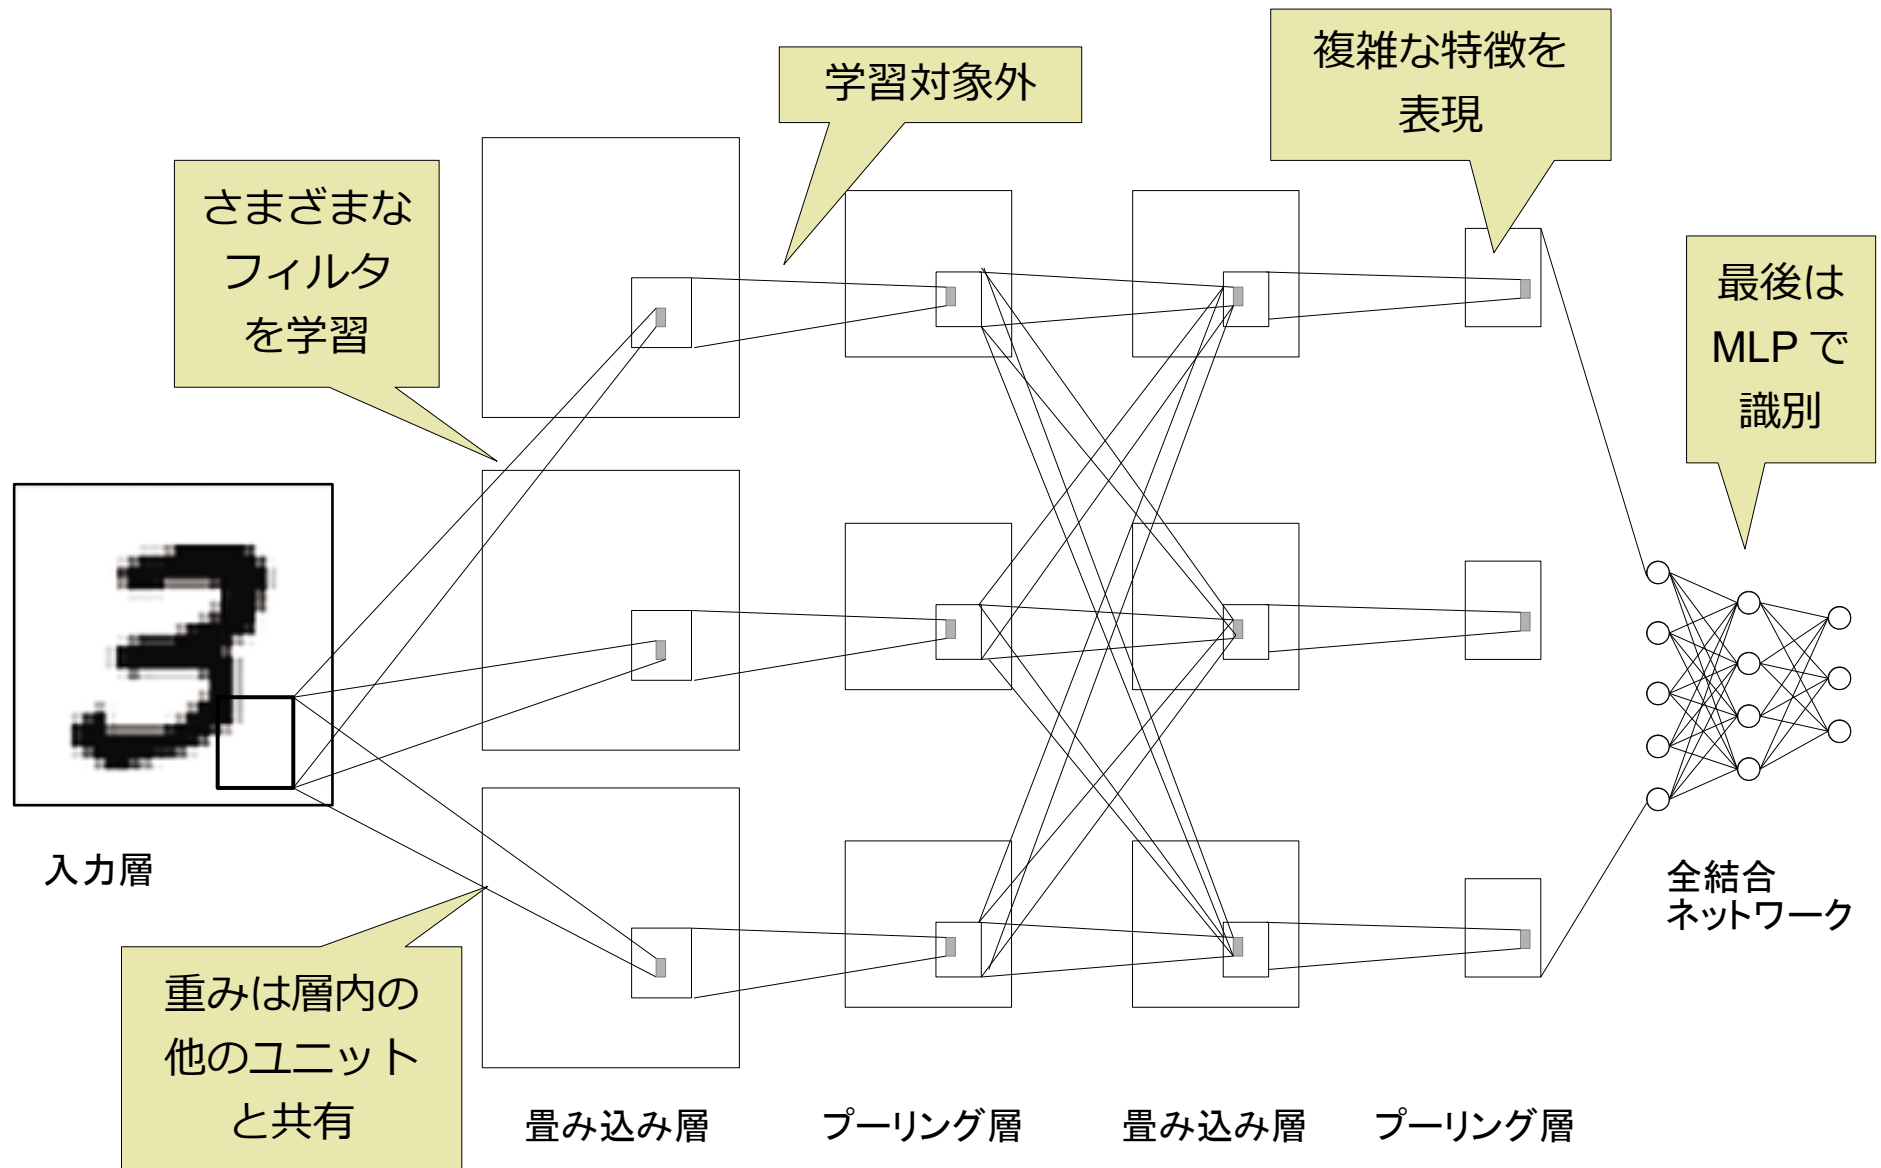 学習対象外
複雑な特徴を
表現
さまざまな
フィルタ
を学習
最後は
MLP で
識別
入力層
全結合
ネットワーク
重みは層内の
他のユニット
と共有
畳み込み層
プーリング層
畳み込み層
プーリング層